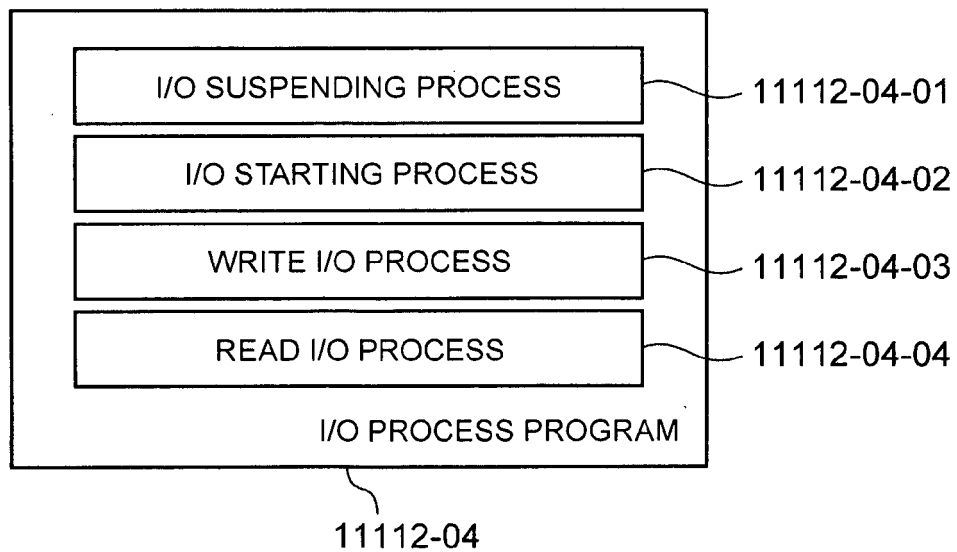 I/O SUSPENDING PROCESS 11112-04-01
I/O STARTING PROCESS 11112-04-02
WRITE I/O PROCESS 11112-04-03
READ I/O PROCESS 11112-04-04
I/O PROCESS PROGRAM
11112-04